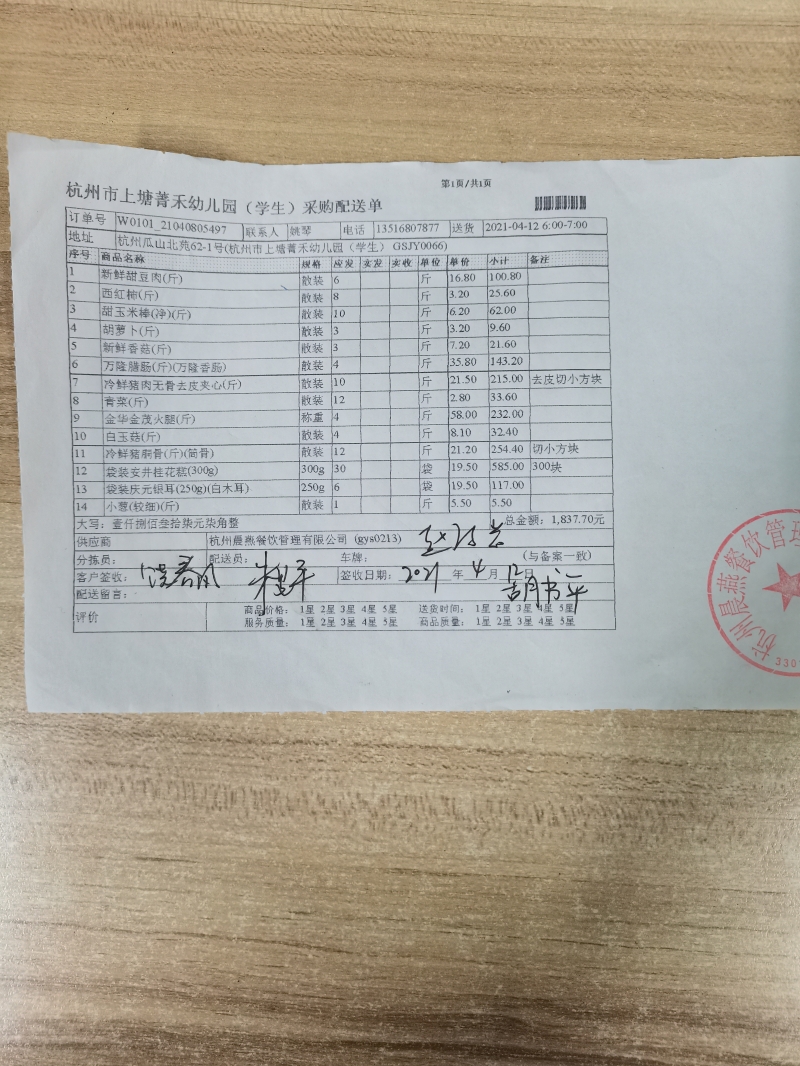 第1页/共1页
杭州市上塘菁禾幼儿园（学生）采购配送单
订单号 W0101_21040805497 联系人 姚琴 电话 13516807877 送货 2021-04-12 6:00-7:00
地址 杭州瓜山北苑62-1号(杭州市上塘菁禾幼儿园（学生） GSJY0066)
序号 商品名称 规格 应发 实发 实收 单位 单价 小计 备注
1 新鲜甜豆肉(斤) 散装 6 斤 16.80 100.80
2 西红柿(斤) 散装 8 斤 3.20 25.60
3 甜玉米棒(净)(斤) 散装 10 斤 6.20 62.00
4 胡萝卜(斤) 散装 3 斤 3.20 9.60
5 新鲜香菇(斤) 散装 3 斤 7.20 21.60
6 万隆腊肠(斤)(万隆香肠) 散装 4 斤 35.80 143.20
7 冷鲜猪肉无骨去皮夹心(斤) 散装 10 斤 21.50 215.00 去皮切小方块
8 青菜(斤) 散装 12 斤 2.80 33.60
9 金华金茂火腿(斤) 称重 4 斤 58.00 232.00
10 白玉菇(斤) 散装 4 斤 8.10 32.40
11 冷鲜猪胴骨(斤)(筒骨) 散装 12 斤 21.20 254.40 切小方块
12 袋装安井桂花糕(300g) 300g 30 袋 19.50 585.00 300块
13 袋装庆元银耳(250g)(白木耳) 250g 6 袋 19.50 117.00
14 小葱(较细)(斤) 散装 1 斤 5.50 5.50
大写：壹仟捌佰叁拾柒元柒角整 总金额：1,837.70元
供应商 杭州晨燕餐饮管理有限公司 (gys0213)
分拣员： 配送员： 车牌： (与备案一致)
客户签收： 签收日期： 2021 年 4 月 12 日
配送留言：
评价 商品价格： 1星 2星 3星 4星 5星 送货时间： 1星 2星 3星 4星 5星
服务质量： 1星 2星 3星 4星 5星 商品质量： 1星 2星 3星 4星 5星
杭州晨燕餐饮管理
330